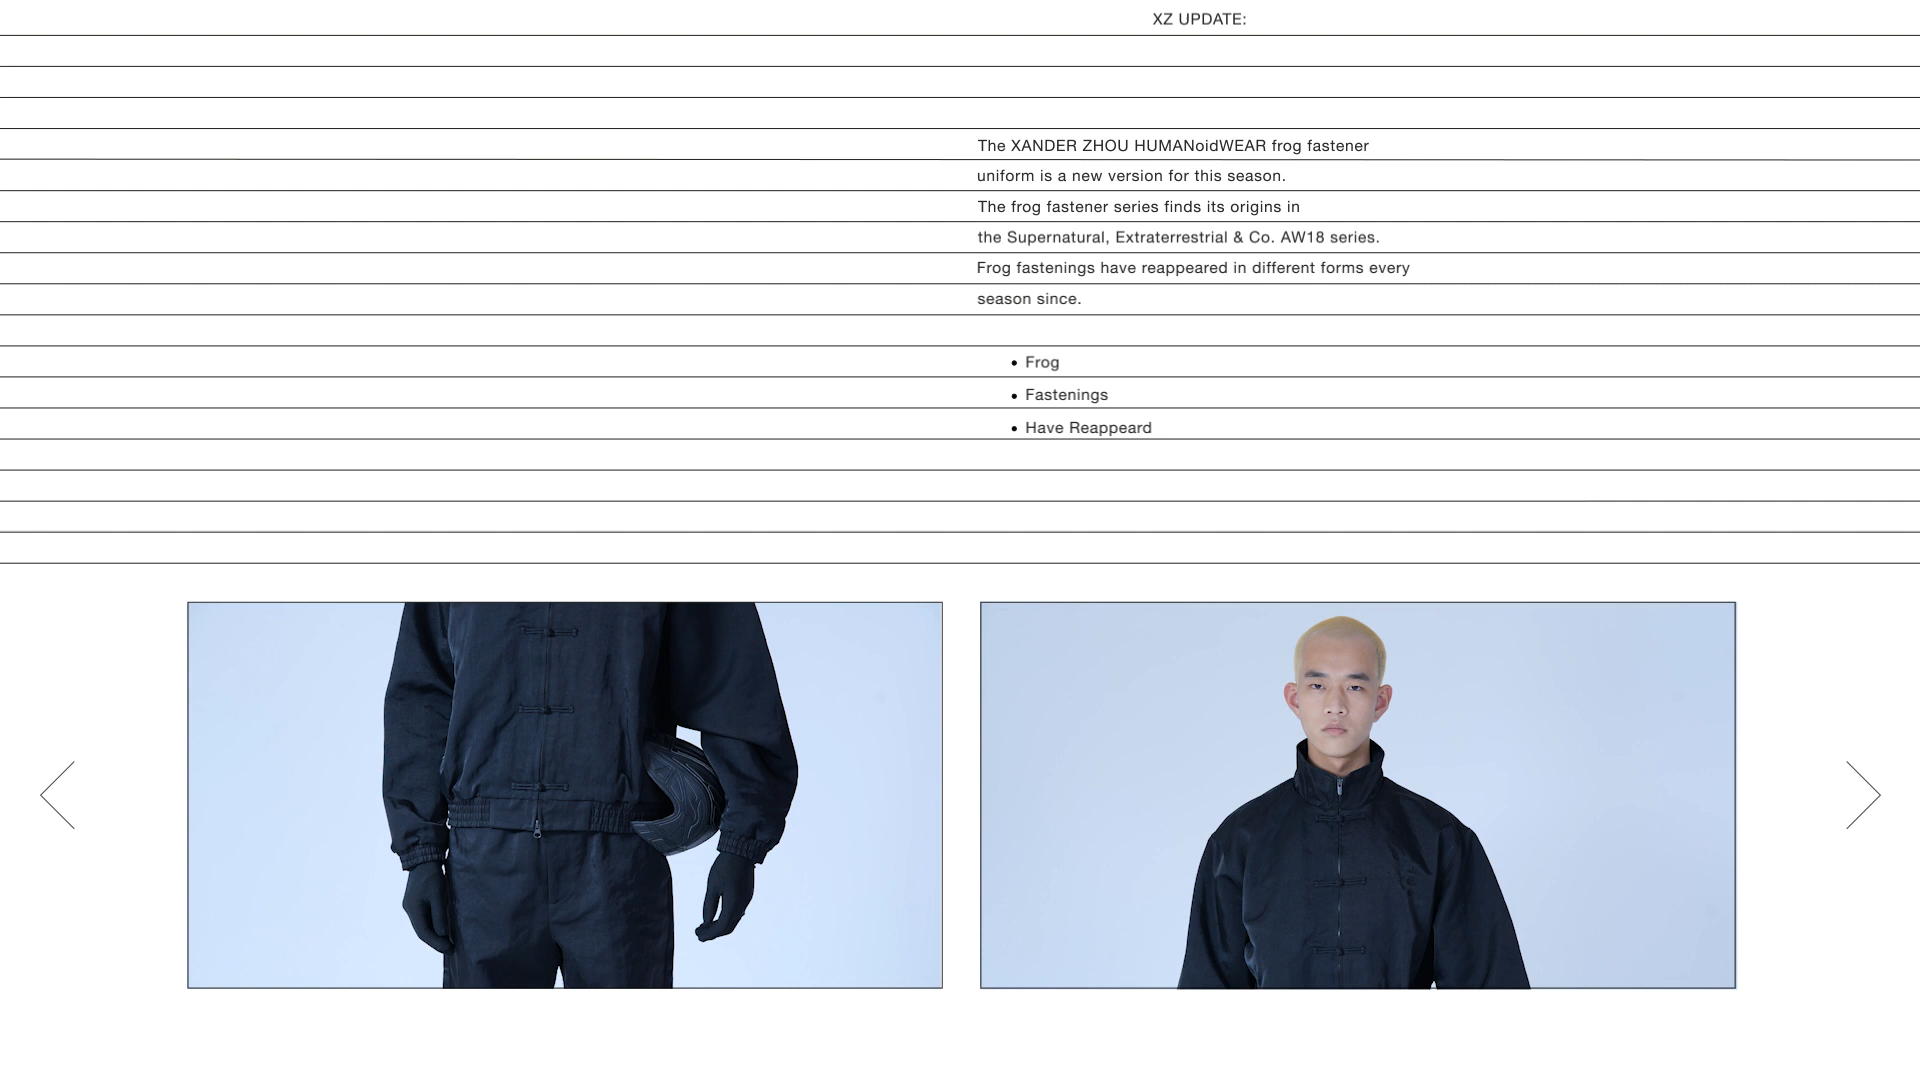 XZ UPDATE:
The XANDER ZHOU HUMANoidWEAR frog fastener
uniform is a new version for this season.
The frog fastener series finds its origins in
the Supernatural, Extraterrestrial & Co. AW18 series.
Frog fastenings have reappeared in different forms every
season since.
• Frog
• Fastenings
• Have Reappeard